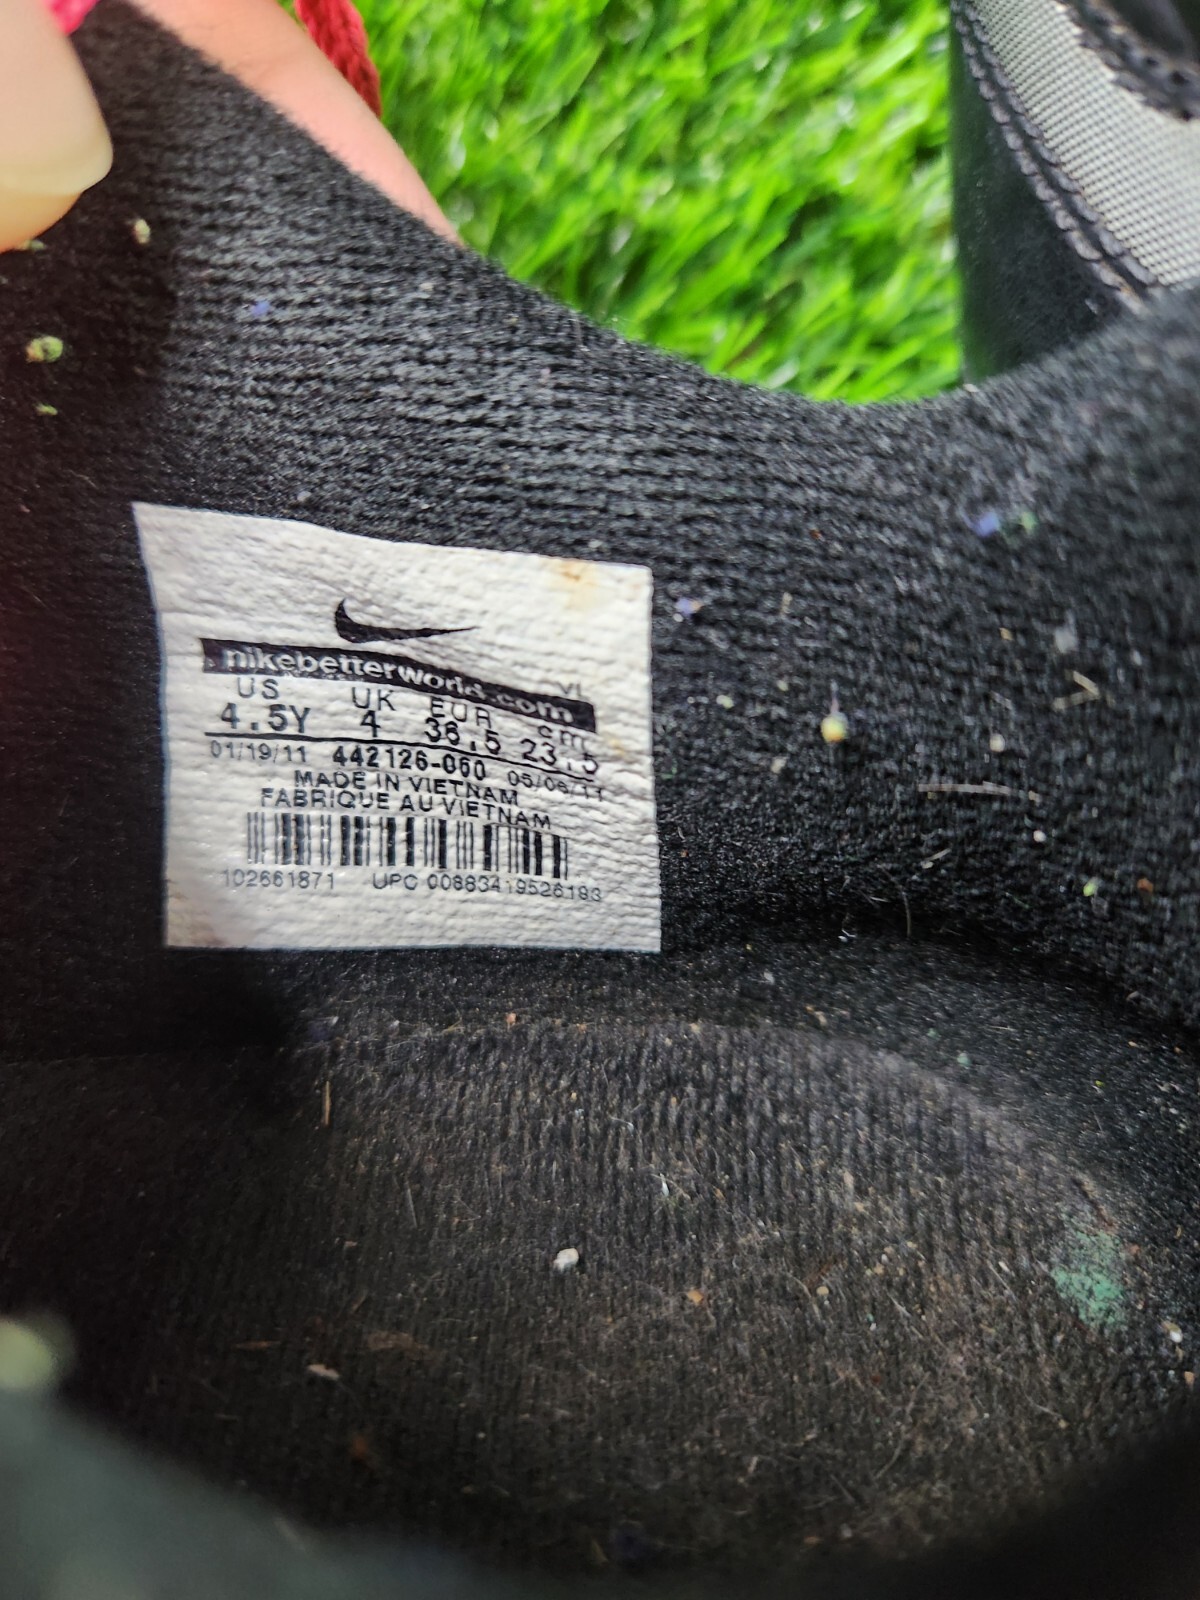 nikebetterworld.com
VL
US UK EUR cm
4.5Y 4 36.5 23.5
01/19/11 442126-060 05/06/11
MADE IN VIETNAM
FABRIQUE AU VIETNAM
102661871 UPC 00883419526183